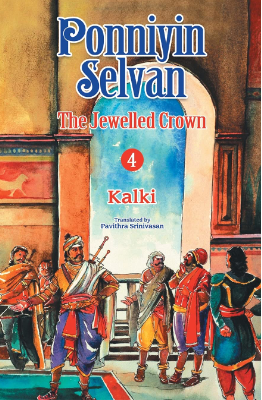 Ponniyin
Selvan
The Jewelled Crown
4
Kalki
Translated by
Pavithra Srinivasan